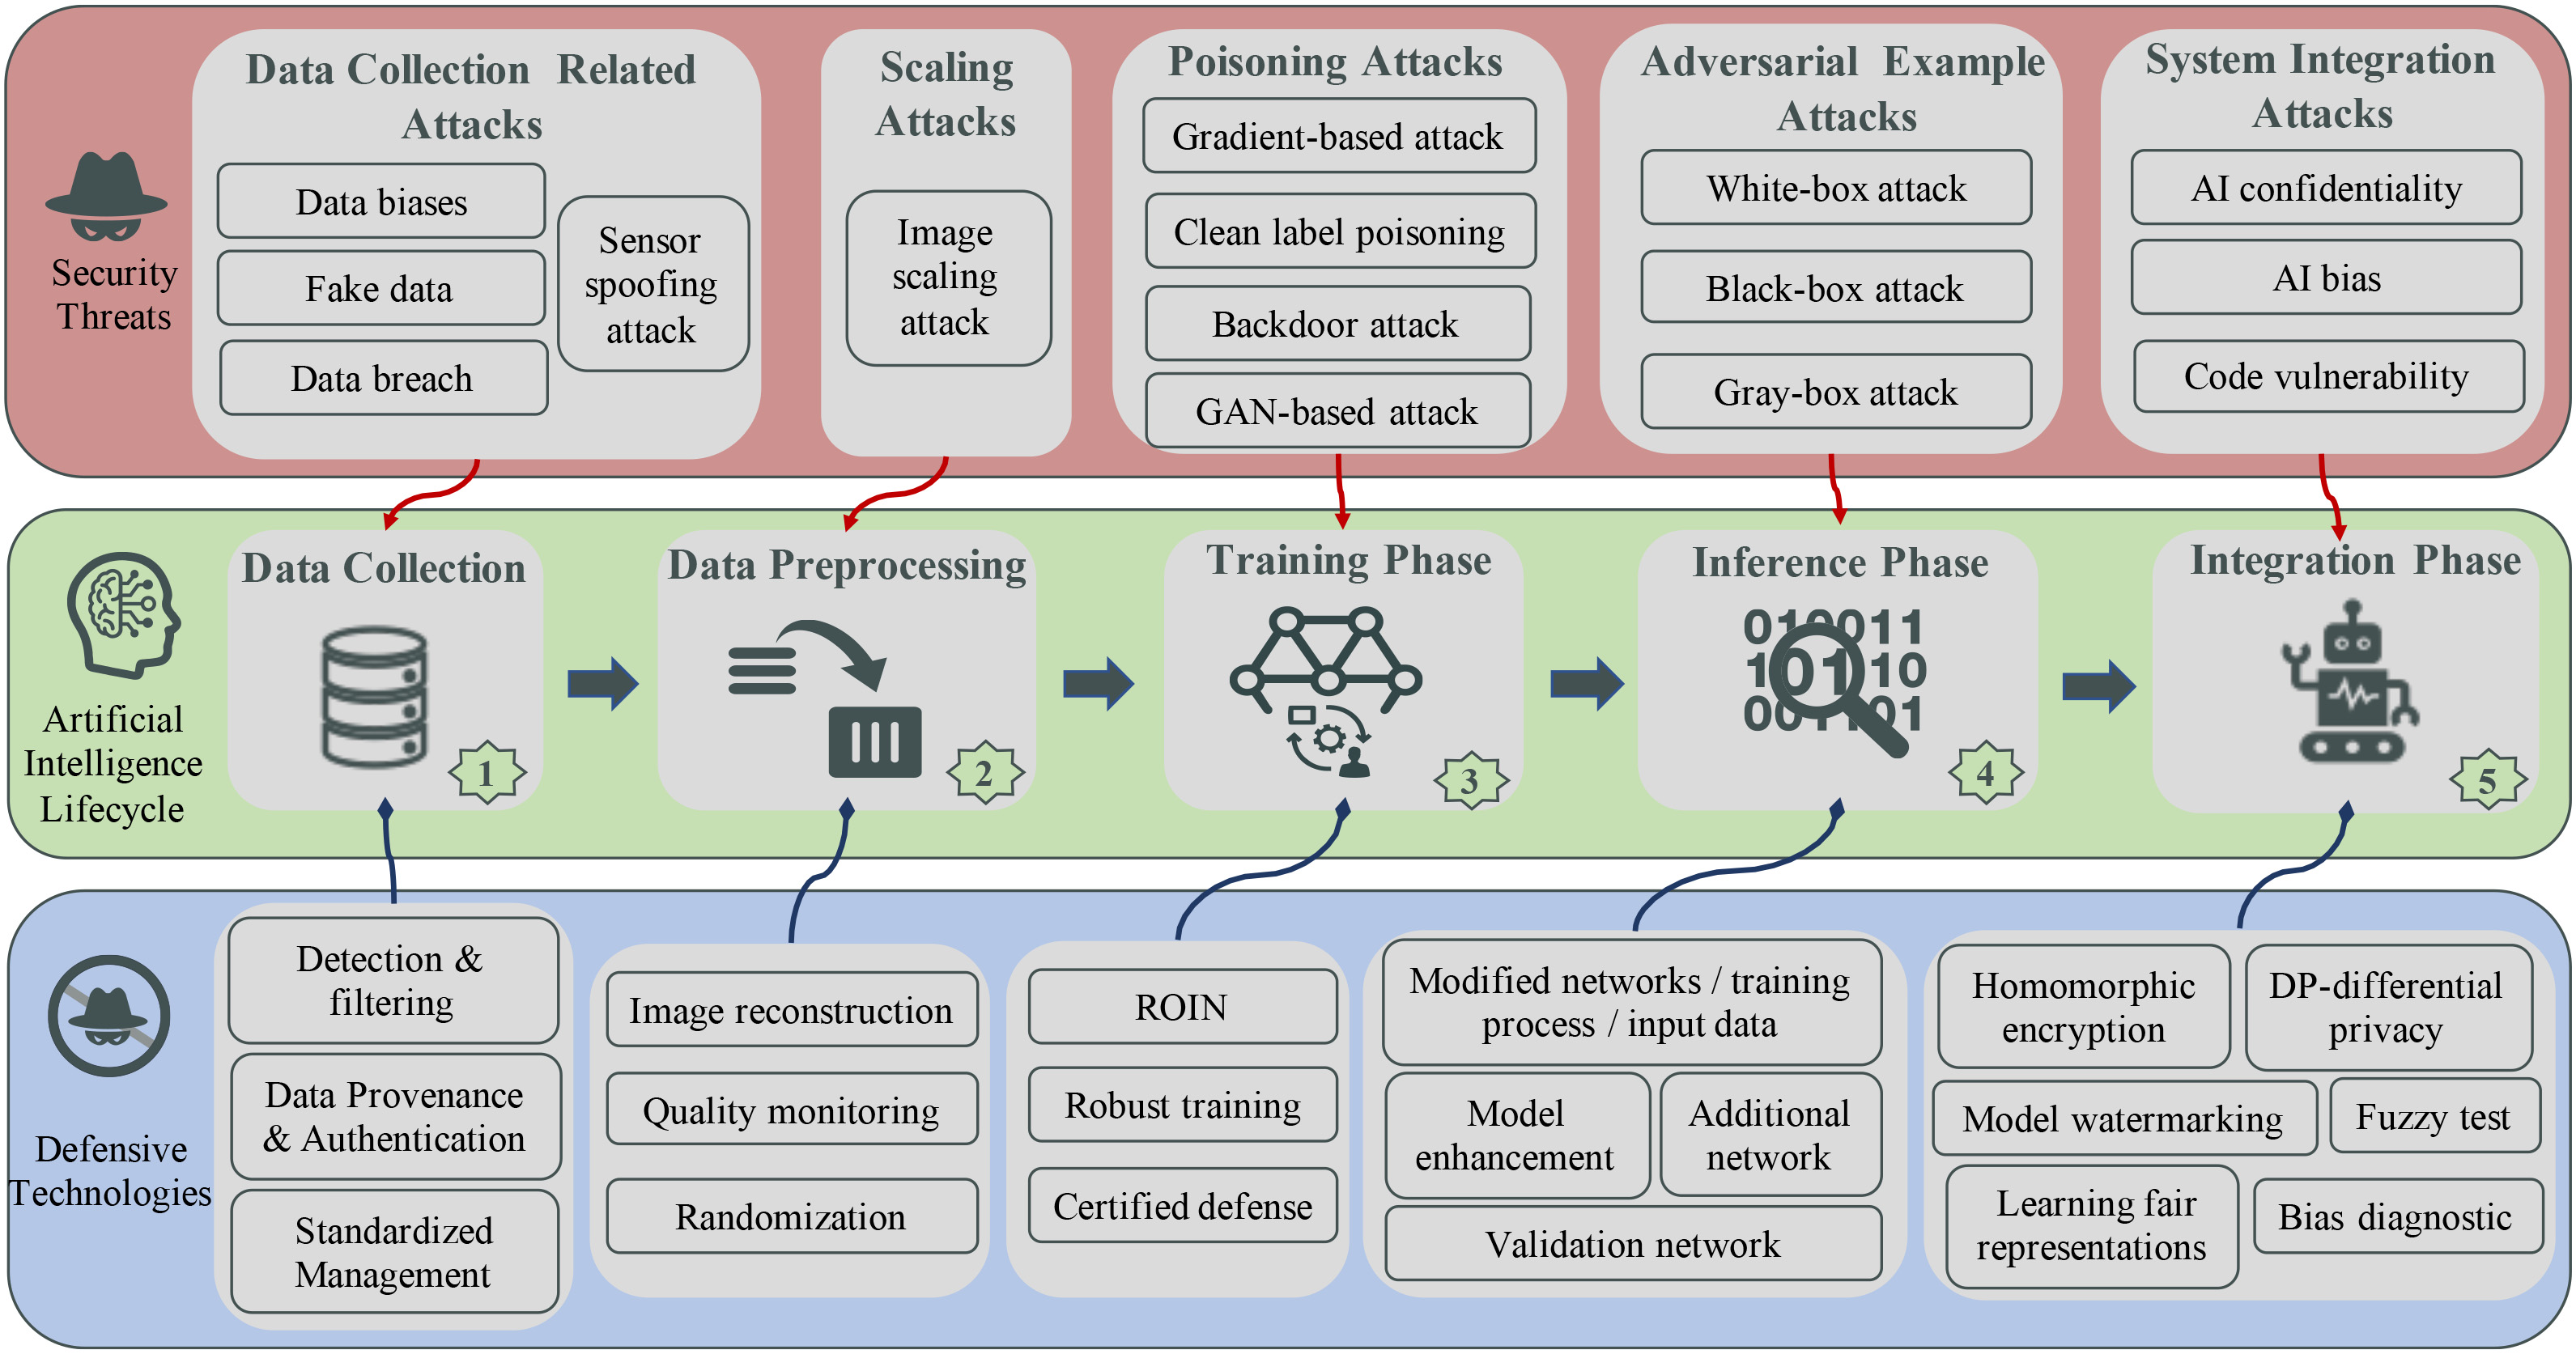 Security
Threats
Data Collection Related
Attacks
Data biases
Fake data
Data breach
Sensor
spoofing
attack
Scaling
Attacks
Image
scaling
attack
Poisoning Attacks
Gradient-based attack
Clean label poisoning
Backdoor attack
GAN-based attack
Adversarial Example
Attacks
White-box attack
Black-box attack
Gray-box attack
System Integration
Attacks
AI confidentiality
AI bias
Code vulnerability
Artificial
Intelligence
Lifecycle
Data Collection
1
Data Preprocessing
2
Training Phase
3
Inference Phase
010011
10110
001101
4
Integration Phase
5
Defensive
Technologies
Detection &
filtering
Data Provenance
& Authentication
Standardized
Management
Image reconstruction
Quality monitoring
Randomization
ROIN
Robust training
Certified defense
Modified networks / training
process / input data
Model
enhancement
Additional
network
Validation network
Homomorphic
encryption
DP-differential
privacy
Model watermarking
Fuzzy test
Learning fair
representations
Bias diagnostic